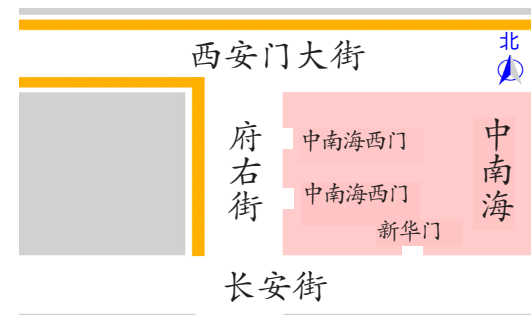 西安门大街
北
府右街
中南海西门
中南海
中南海西门
新华门
长安街